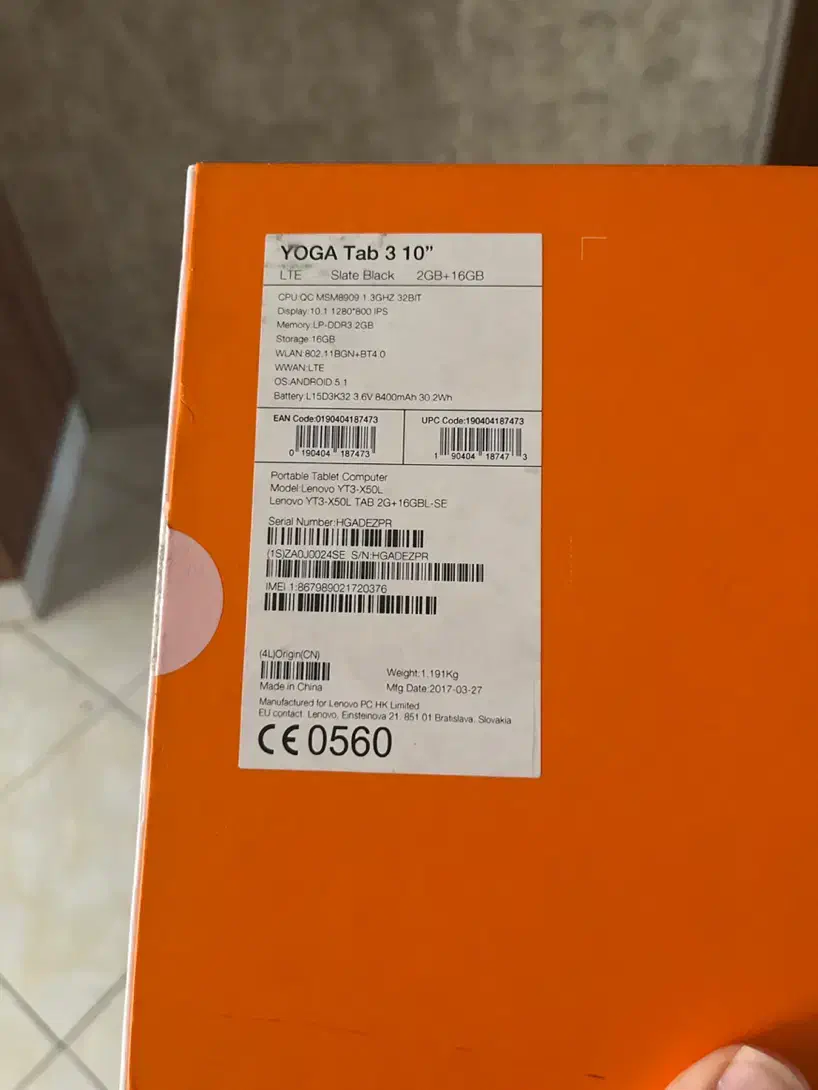 YOGA Tab 3 10”
LTE Slate Black 2GB+16GB
CPU:QC MSM8909 1.3GHZ 32BIT
Display:10.1 1280*800 IPS
Memory:LP-DDR3 2GB
Storage:16GB
WLAN:802.11BGN+BT4.0
WWAN:LTE
OS:ANDROID 5.1
Battery:L15D3K32 3.6V 8400mAh 30.2Wh
EAN Code:0190404187473 UPC Code:190404187473
0 190404 187473 1 90404 18747 3
Portable Tablet Computer
Model:Lenovo YT3-X50L
Lenovo YT3-X50L TAB 2G+16GBL-SE
Serial Number:HGADEZPR
(1S)ZA0J0024SE S/N:HGADEZPR
IMEI 1:867989021720376
(4L)Origin(CN)
Made in China
Weight:1.191Kg
Mfg Date:2017-03-27
Manufactured for Lenovo PC HK Limited
EU contact: Lenovo, Einsteinova 21, 851 01 Bratislava, Slovakia
CE 0560